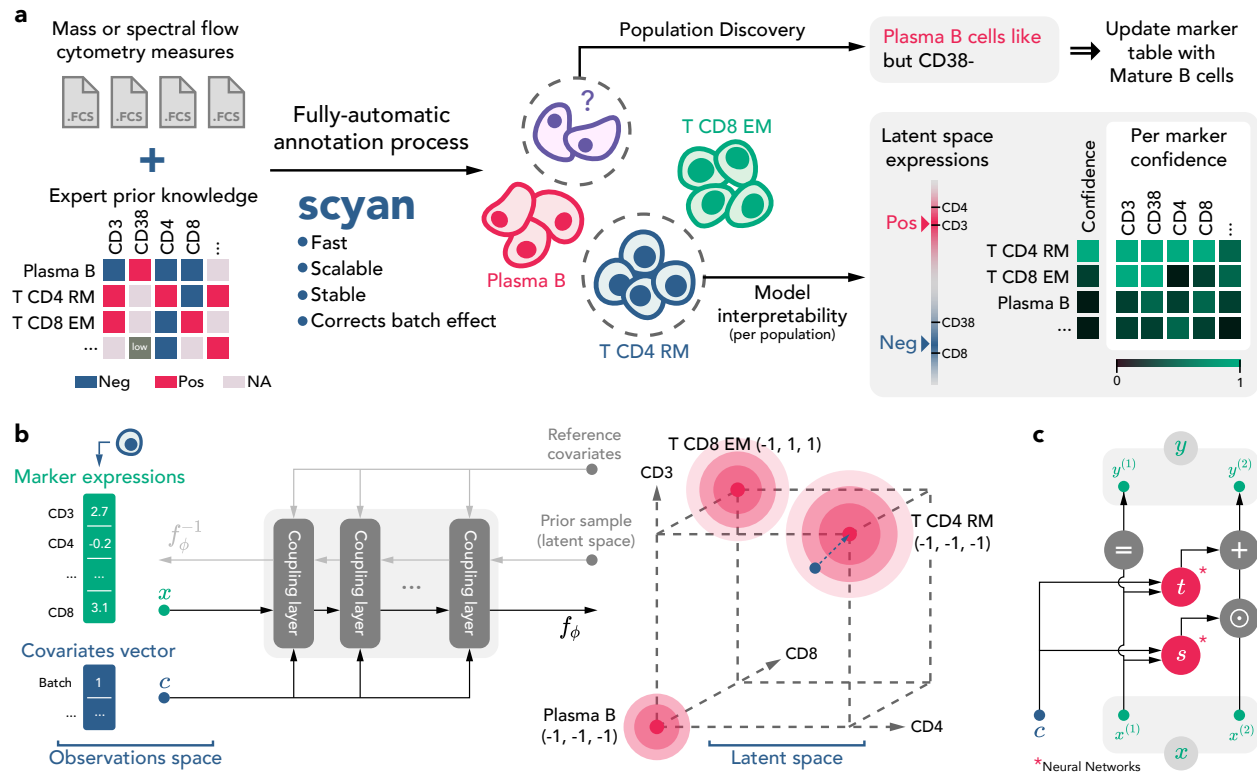 a
Mass or spectral flow
cytometry measures
.FCS .FCS .FCS .FCS
+
Expert prior knowledge
CD3 CD38 CD4 CD8 ...
Plasma B
T CD4 RM
T CD8 EM
...
low
Neg Pos NA
Fully-automatic
annotation process
scyan
Fast
Scalable
Stable
Corrects batch effect
?
T CD8 EM
Plasma B
T CD4 RM
Population Discovery
Plasma B cells like
but CD38-
⇒
Update marker
table with
Mature B cells
Model
interpretability
(per population)
Latent space
expressions
CD4
Pos
CD3
CD38
Neg
CD8
Confidence
Per marker
confidence
CD3 CD38 CD4 CD8 ...
T CD4 RM
T CD8 EM
Plasma B
...
0 1
b
Marker expressions
CD3 2.7
CD4 -0.2
... ...
CD8 3.1
x
Covariates vector
Batch 1
... ...
c
Observations space
f_ϕ^{-1}
Coupling layer
Coupling layer
...
Coupling layer
Reference
covariates
Prior sample
(latent space)
f_ϕ
T CD8 EM (-1, 1, 1)
CD3
T CD4 RM
(-1, -1, -1)
CD8
Plasma B
(-1, -1, -1)
CD4
Latent space
c
y
y^{(1)} y^{(2)}
= +
t *
⊙
s *
c
x^{(1)} x^{(2)}
x
*Neural Networks